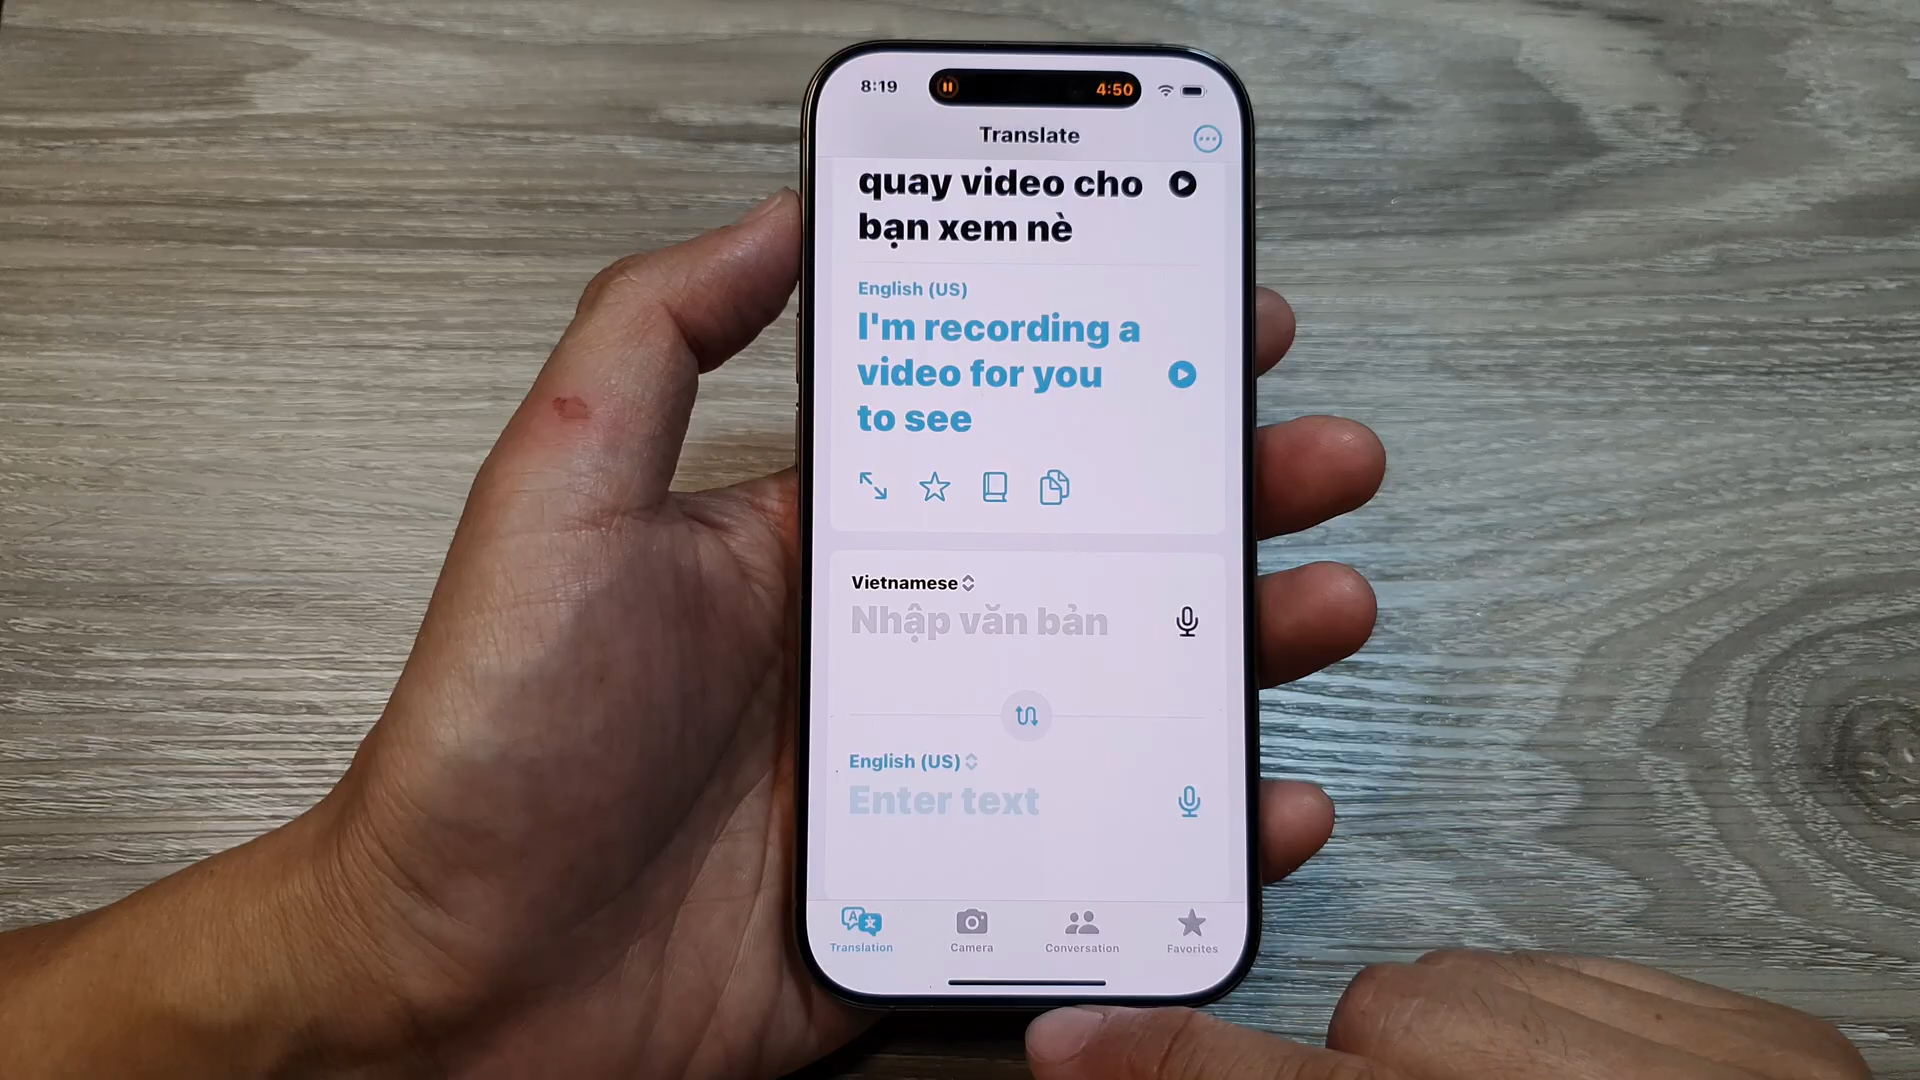 8:19
4:50
Translate
quay video cho
bạn xem nè
English (US)
I'm recording a
video for you
to see
Vietnamese
Nhập văn bản
English (US)
Enter text
Translation
Camera
Conversation
Favorites